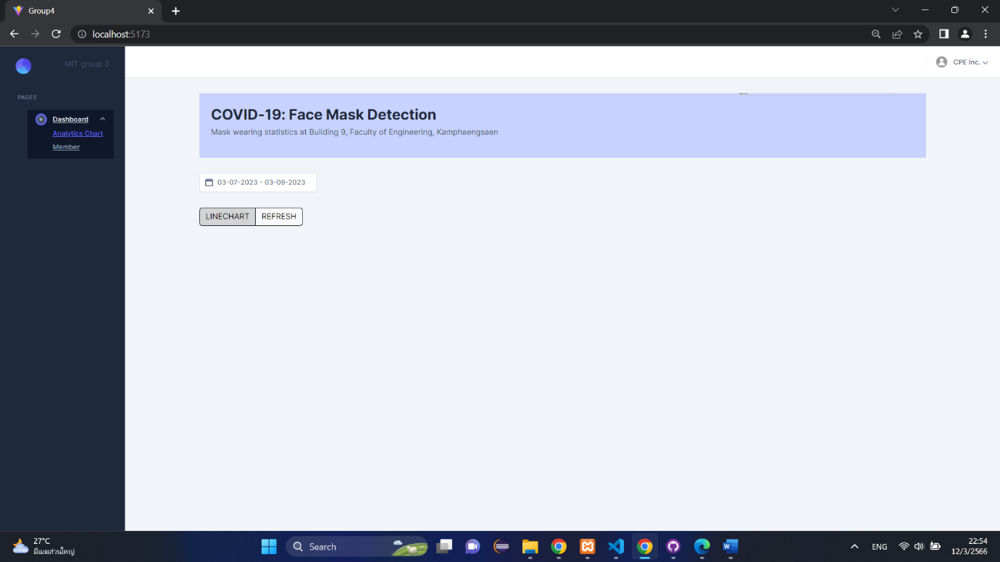 Group4
localhost:5173
MIT group 3
CPE Inc.
PAGES
Dashboard
Analytics Chart
Member
COVID-19: Face Mask Detection
Mask wearing statistics at Building 9, Faculty of Engineering, Kamphaengsaen
03-07-2023 - 03-09-2023
LINECHART REFRESH
27°C
มีเมฆส่วนใหญ่
Search
ENG
22:54
12/3/2566